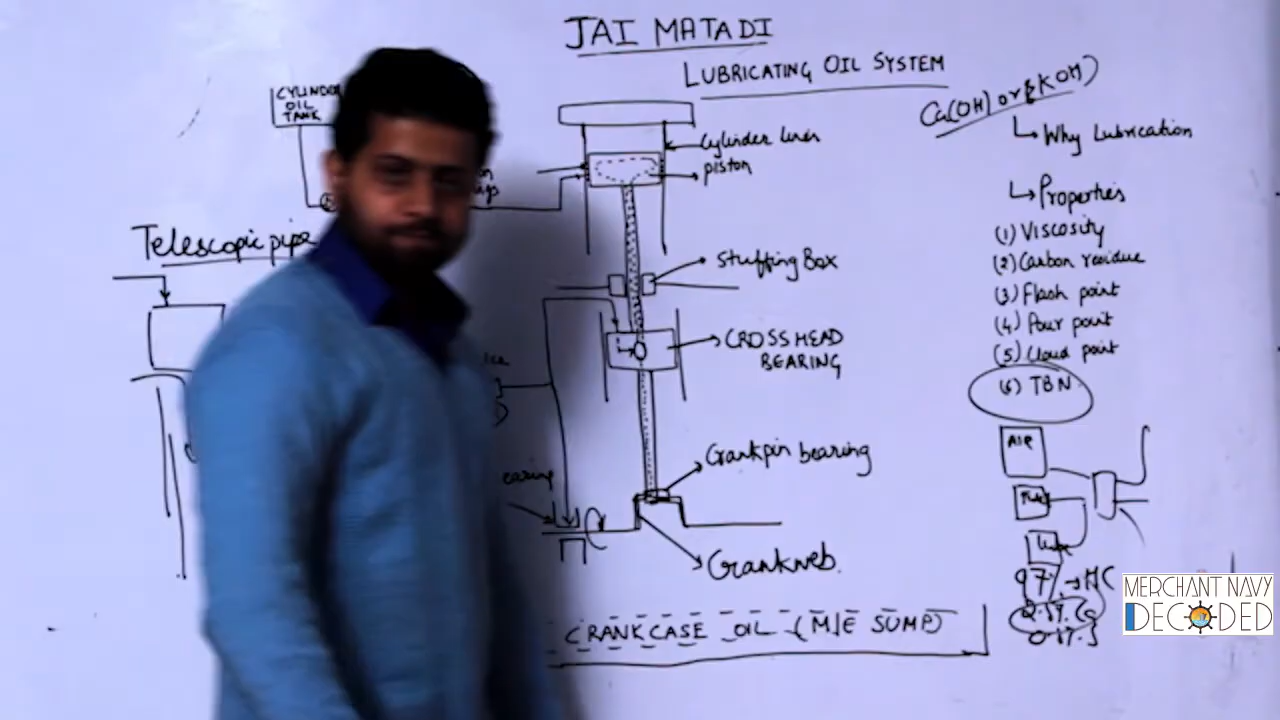 JAI MATADI
LUBRICATING OIL SYSTEM
Ca(OH) or (KOH)
Why Lubrication
Properties
(1) Viscosity
(2) Carbon residue
(3) Flash point
(4) Pour point
(5) Cloud point
(6) TBN
AIR
97% → HC
CYLINDER
OIL
TANK
Cylinder liner
piston
Telescopic pipe
Stuffing Box
CROSSHEAD
BEARING
Crankpin bearing
Crankweb
CRANKCASE OIL (M/E SUMP)
MERCHANT NAVY
DECODED